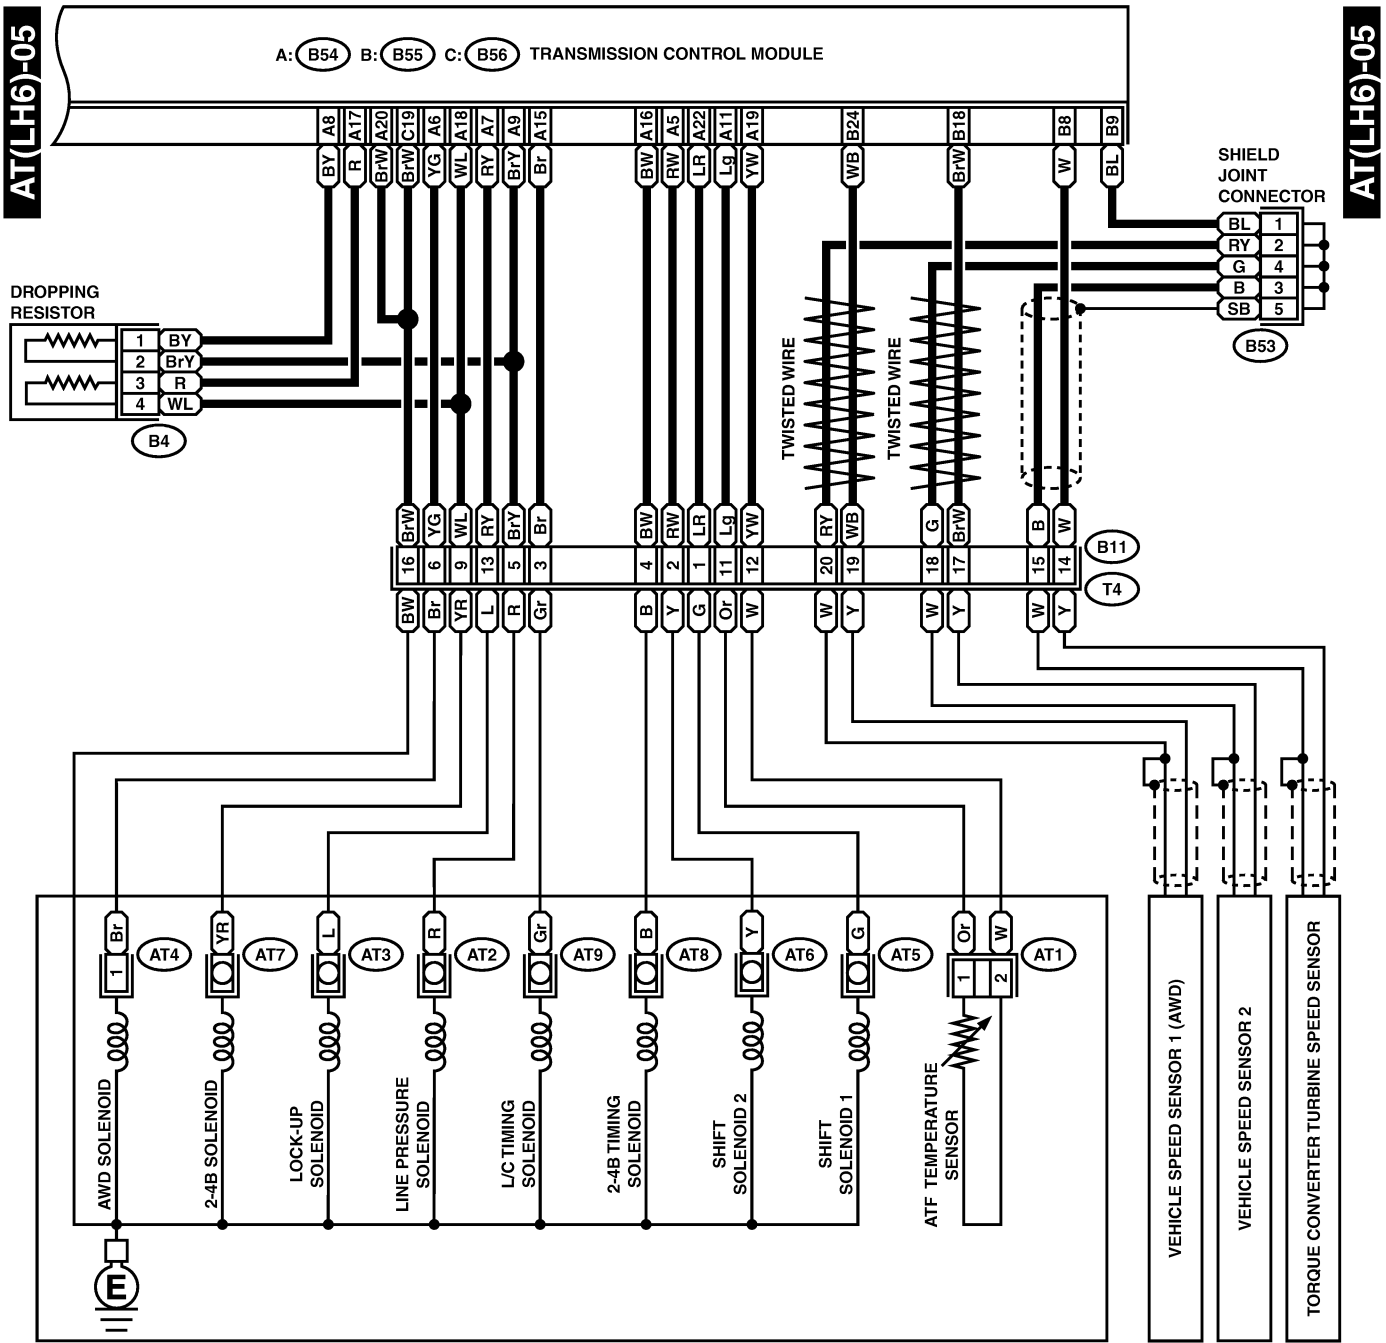 AT(LH6)-05
AT(LH6)-05
A: B54 B: B55 C: B56 TRANSMISSION CONTROL MODULE
A8 A17 A20 C19 A6 A18 A7 A9 A15 A16 A5 A22 A11 A19 B24 B18 B8 B9
BY R BrW BrW YG WL RY BrY Br BW RW LR Lg YW WB BrW W BL
SHIELD
JOINT
CONNECTOR
BL 1
RY 2
G 4
B 3
SB 5
B53
DROPPING
RESISTOR
1 BY
2 BrY
3 R
4 WL
B4
TWISTED WIRE
TWISTED WIRE
BrW YG WL RY BrY Br BW RW LR Lg YW RY WB G BrW B W
B11
16 6 9 13 5 3 4 2 1 11 12 20 19 18 17 15 14
T4
BW Br YR L R Gr B Y G Or W W Y W Y W Y
Br YR L R Gr B Y G Or W
AT4 AT7 AT3 AT2 AT9 AT8 AT6 AT5 AT1
1 1 2
AWD SOLENOID
2-4B SOLENOID
LOCK-UP
SOLENOID
LINE PRESSURE
SOLENOID
L/C TIMING
SOLENOID
2-4B TIMING
SOLENOID
SHIFT
SOLENOID 2
SHIFT
SOLENOID 1
ATF TEMPERATURE
SENSOR
VEHICLE SPEED SENSOR 1 (AWD)
VEHICLE SPEED SENSOR 2
TORQUE CONVERTER TURBINE SPEED SENSOR
E